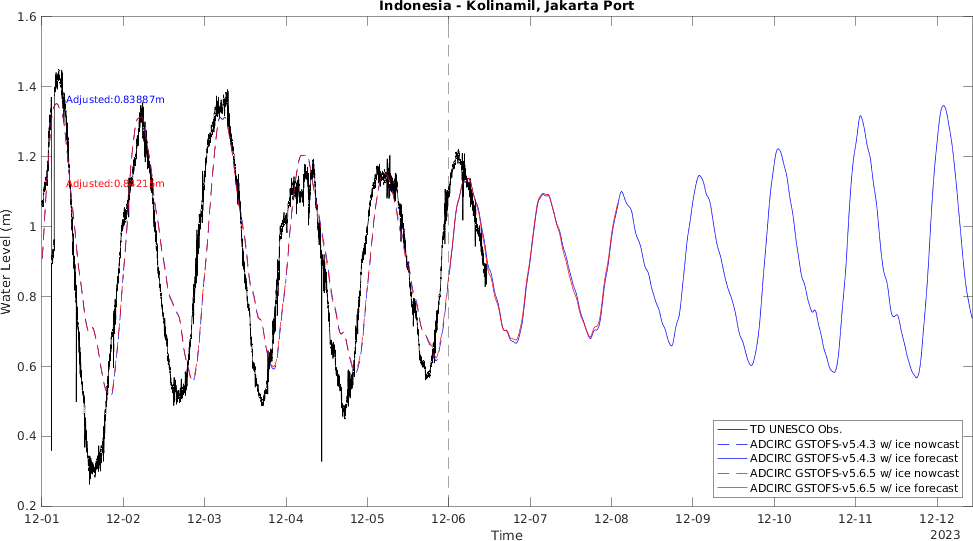 Indonesia - Kolinamil, Jakarta Port
1.6
1.4
1.2
1
0.8
0.6
0.4
0.2
Water Level (m)
Adjusted:0.83887m
TD UNESCO Obs.
ADCIRC GSTOFS-v5.4.3 w/ ice nowcast
ADCIRC GSTOFS-v5.4.3 w/ ice forecast
ADCIRC GSTOFS-v5.6.5 w/ ice nowcast
ADCIRC GSTOFS-v5.6.5 w/ ice forecast
12-01 12-02 12-03 12-04 12-05 12-06 12-07 12-08 12-09 12-10 12-11 12-12
2023
Time